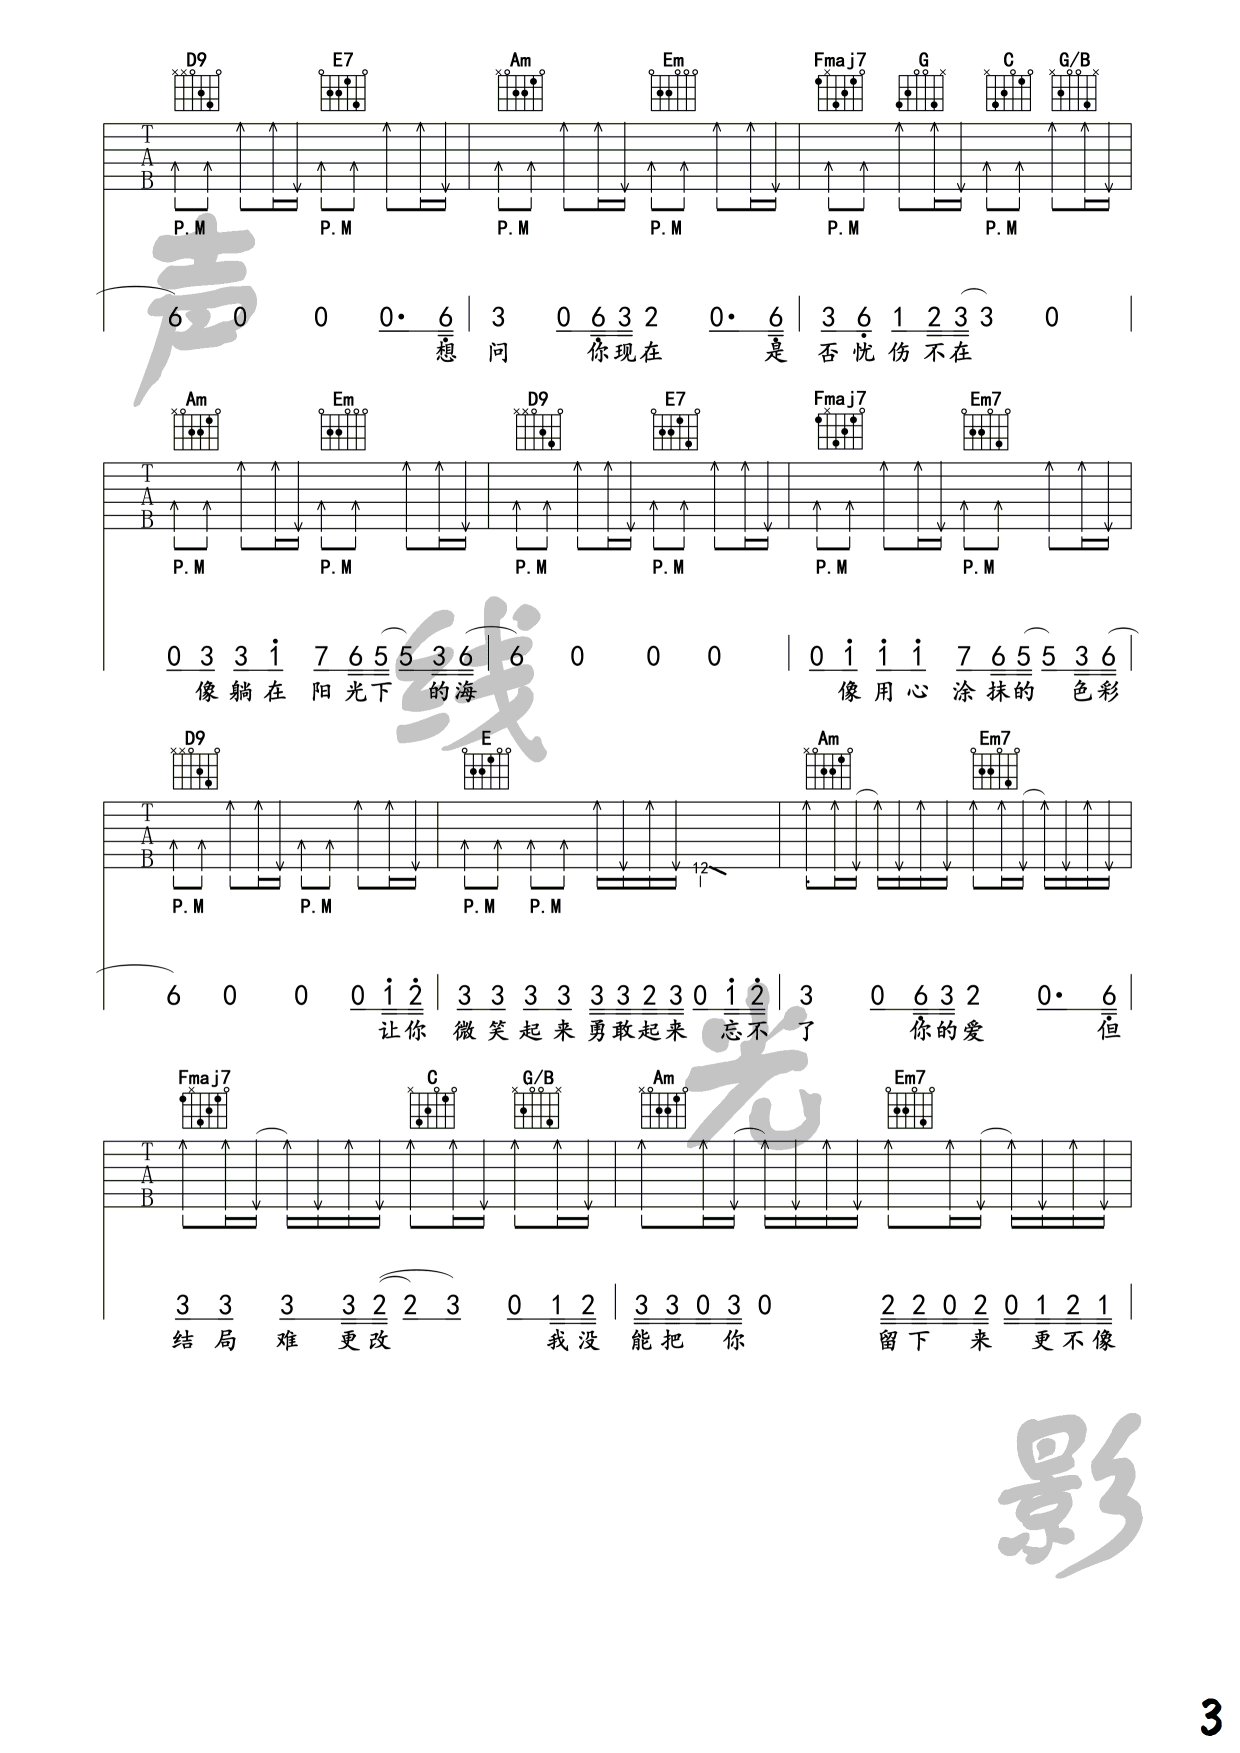 D9 E7 Am Em Fmaj7 G C G/B
T
A
B
P.M P.M P.M P.M P.M P.M
声
6 0 0 0· 6 3 0 6 3 2 0· 6 3 6 1 2 3 3 0
想 问 你现在 是 否 忧 伤 不在
Am Em D9 E7 Fmaj7 Em7
T
A
B
P.M P.M P.M P.M P.M P.M
线
0 3 3 1 7 6 5 5 3 6 6 0 0 0 0 1 1 1 7 6 5 5 3 6
像 躺 在 阳 光下 的海 像 用 心 涂 抹的 色彩
D9 E Am Em7
T
A
B
12
P.M P.M P.M P.M
光
6 0 0 0 1 2 3 3 3 3 3 3 2 3 0 1 2 3 0 6 3 2 0· 6
让你 微 笑 起 来 勇敢起来 忘不 了 你的爱 但
Fmaj7 C G/B Am Em7
T
A
B
3 3 3 3 2 2 3 0 1 2 3 3 0 3 0 2 2 0 2 0 1 2 1
结 局 难 更改 我没 能把 你 留下 来 更不像
影
3